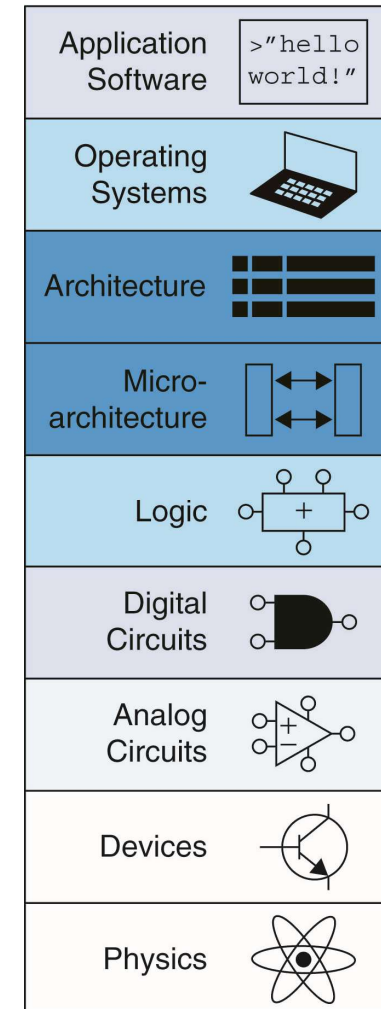 Application
Software
>"hello
world!"
Operating
Systems
Architecture
Micro-
architecture
Logic
+
Digital
Circuits
Analog
Circuits
+
−
Devices
Physics